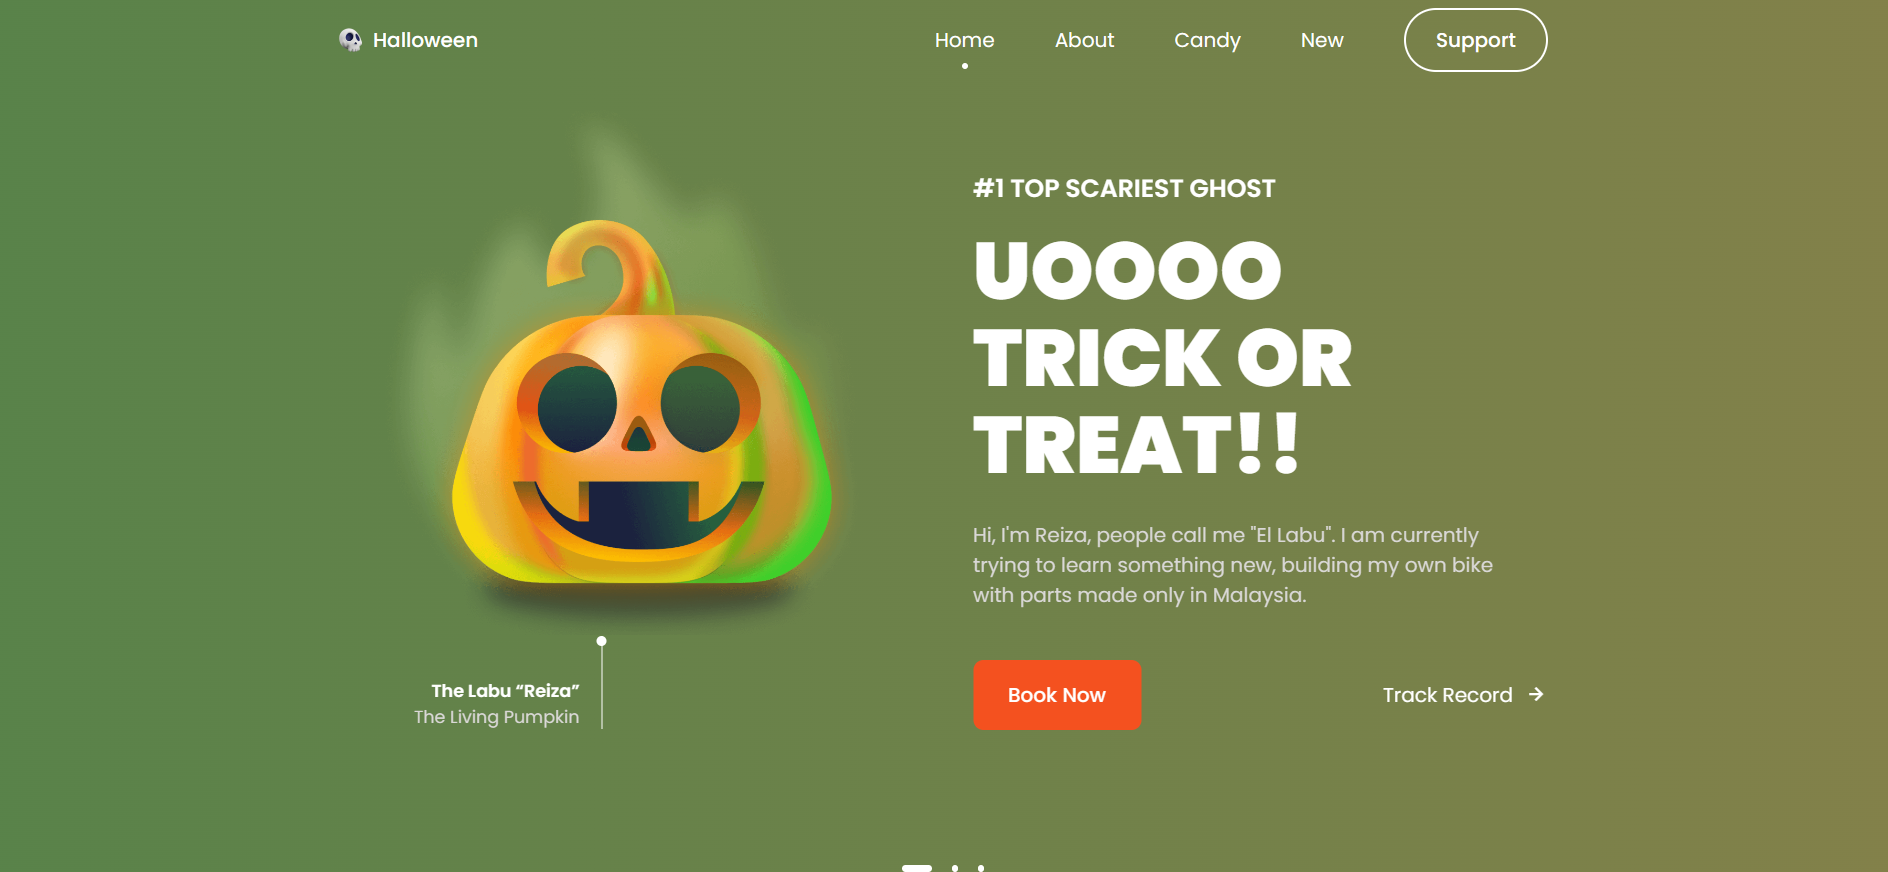 Halloween
Home
About
Candy
New
Support
#1 TOP SCARIEST GHOST
UOOOO
TRICK OR
TREAT!!
Hi, I'm Reiza, people call me "El Labu". I am currently
trying to learn something new, building my own bike
with parts made only in Malaysia.
Book Now
Track Record
The Labu “Reiza”
The Living Pumpkin